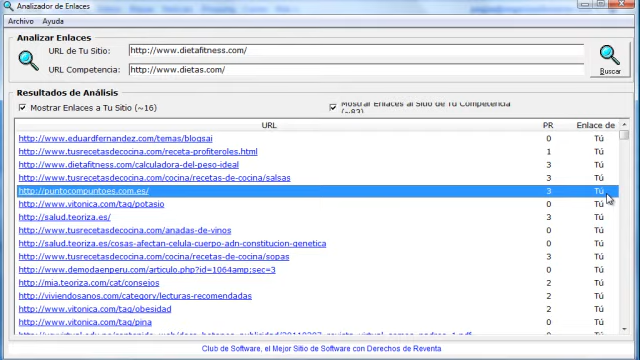 Analizador de Enlaces
Archivo Ayuda
Analizar Enlaces
URL de Tu Sitio: http://www.dietafitness.com/
URL Competencia: http://www.dietas.com/
Buscar
Resultados de Análisis
Mostrar Enlaces a Tu Sitio (~16) Mostrar Enlaces al Sitio de Tu Competencia (~82)
URL PR Enlace de
http://www.eduardfernandez.com/temas/blogsai 0 Tú
http://www.tusrecetasdecocina.com/receta-profiteroles.html 1 Tú
http://www.dietafitness.com/calculadora-del-peso-ideal 3 Tú
http://www.tusrecetasdecocina.com/cocina/recetas-de-cocina/salsas 3 Tú
http://puntocompuntoes.com.es/ 3 Tú
http://www.vitonica.com/tag/potasio 0 Tú
http://salud.teoriza.es/ 3 Tú
http://www.tusrecetasdecocina.com/anadas-de-vinos 0 Tú
http://salud.teoriza.es/cosas-afectan-celula-cuerpo-adn-constitucion-genetica 0 Tú
http://www.tusrecetasdecocina.com/cocina/recetas-de-cocina/sopas 3 Tú
http://www.demodaenperu.com/articulo.php?id=1064amp;sec=3 0 Tú
http://mia.teoriza.com/cat/consejos 2 Tú
http://viviendosanos.com/category/lecturas-recomendadas 2 Tú
http://www.vitonica.com/tag/obesidad 2 Tú
http://www.vitonica.com/tag/pina 0 Tú
Club de Software, el Mejor Sitio de Software con Derechos de Reventa